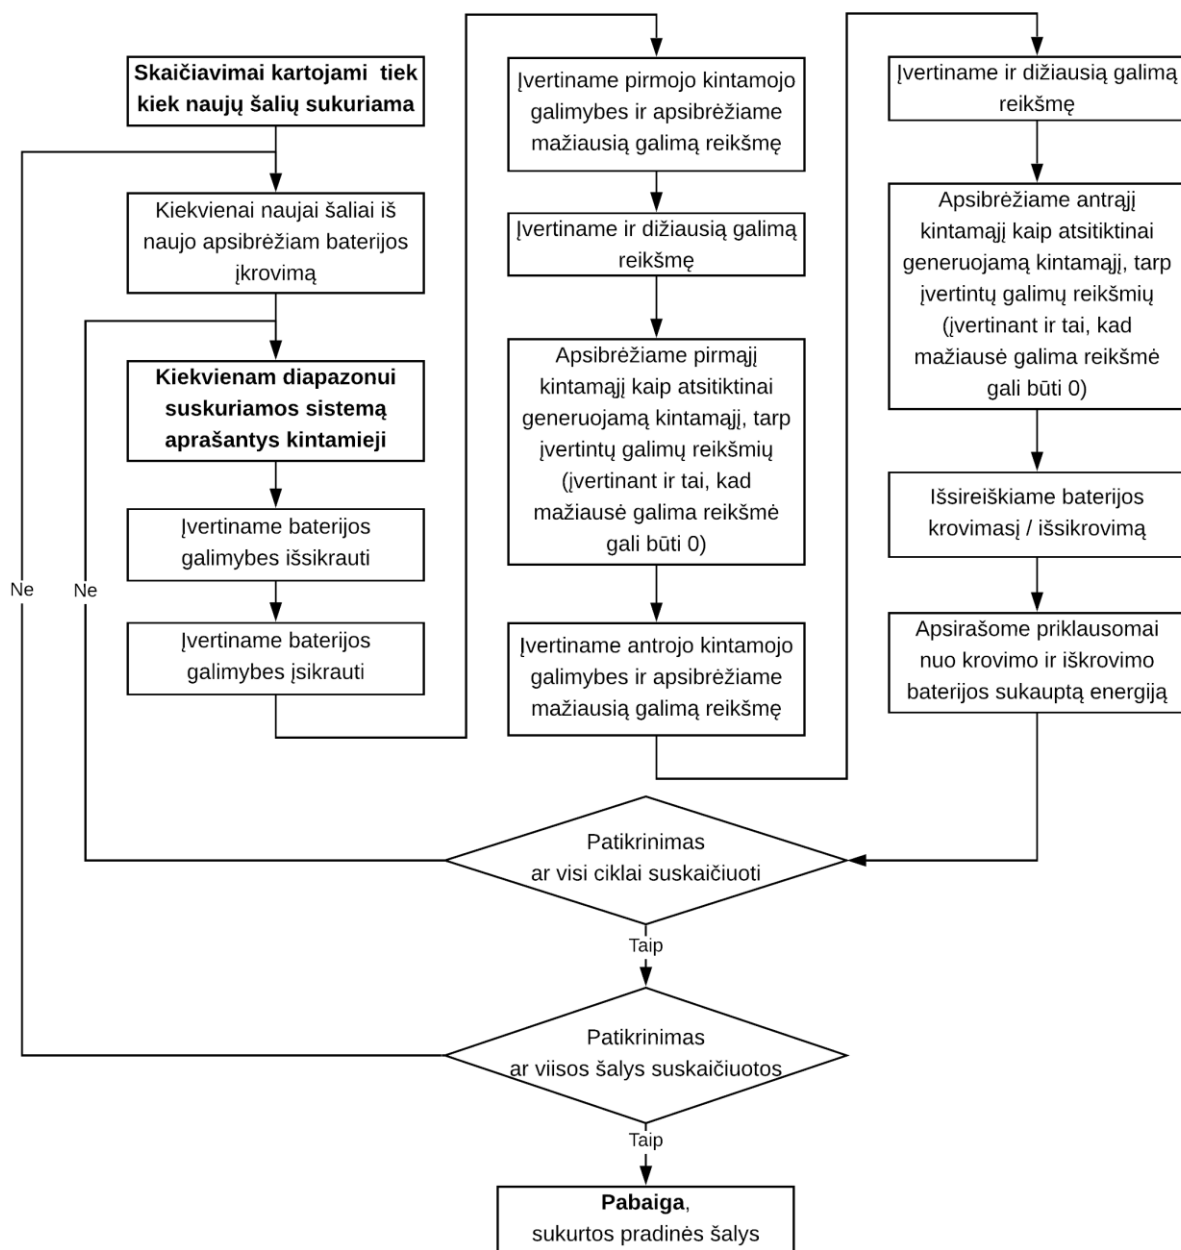 Skaičiavimai kartojami tiek
kiek naujų šalių sukuriama
Kiekvienai naujai šaliai iš
naujo apsibrėžiam baterijos
įkrovimą
Kiekvienam diapazonui
suskuriamos sistemą
aprašantys kintamieji
Įvertiname baterijos
galimybes išsikrauti
Įvertiname baterijos
galimybes įsikrauti
Įvertiname pirmojo kintamojo
galimybes ir apsibrėžiame
mažiausią galimą reikšmę
Įvertiname ir dižiausią galimą
reikšmę
Apsibrėžiame pirmąjį
kintamąjį kaip atsitiktinai
generuojamą kintamąjį, tarp
įvertintų galimų reikšmių
(įvertinant ir tai, kad
mažiausė galima reikšmė
gali būti 0)
Įvertiname antrojo kintamojo
galimybes ir apsibrėžiame
mažiausią galimą reikšmę
Įvertiname ir dižiausią galimą
reikšmę
Apsibrėžiame antrąjį
kintamąjį kaip atsitiktinai
generuojamą kintamąjį, tarp
įvertintų galimų reikšmių
(įvertinant ir tai, kad
mažiausė galima reikšmė
gali būti 0)
Išsireiškiame baterijos
krovimasį / išsikrovimą
Apsirašome priklausomai
nuo krovimo ir iškrovimo
baterijos sukauptą energiją
Ne
Ne
Patikrinimas
ar visi ciklai suskaičiuoti
Taip
Patikrinimas
ar viisos šalys suskaičiuotos
Taip
Pabaiga,
sukurtos pradinės šalys